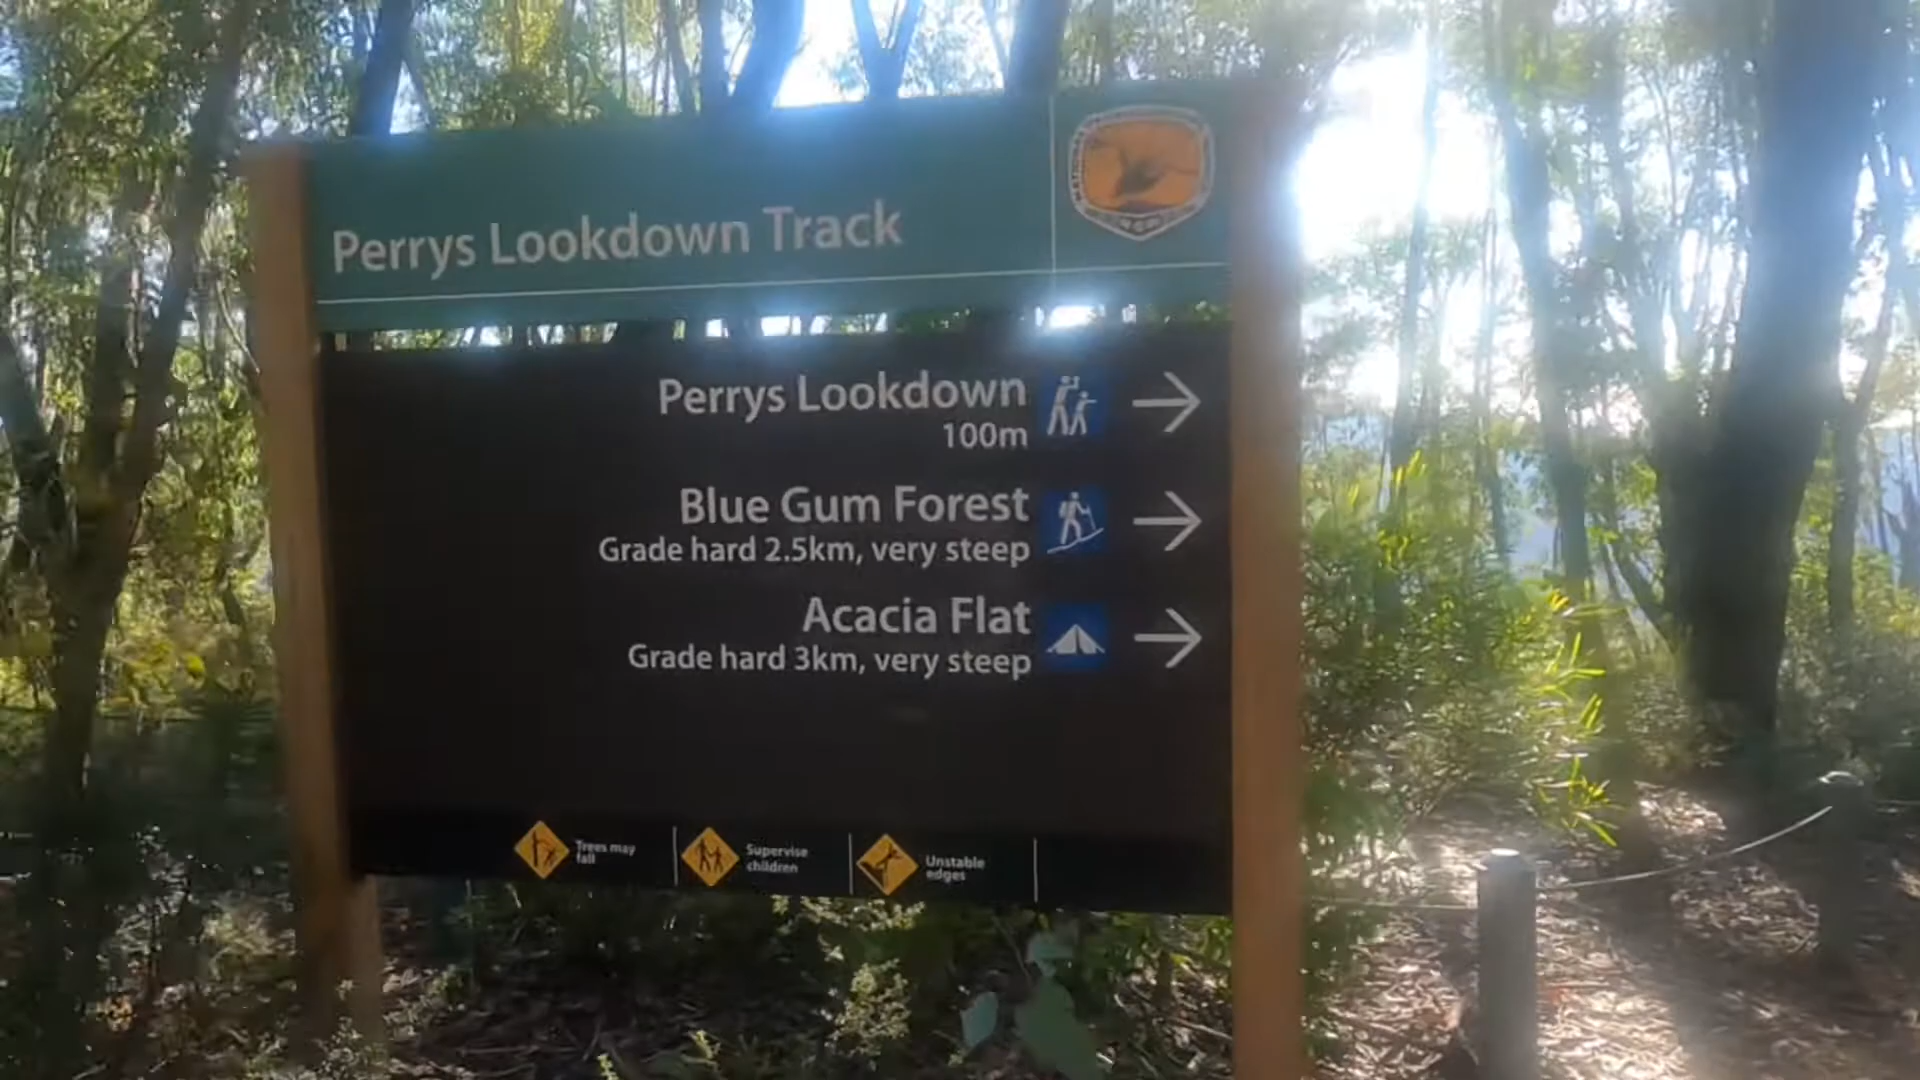 Perrys Lookdown Track
Perrys Lookdown
100m
Blue Gum Forest
Grade hard 2.5km, very steep
Acacia Flat
Grade hard 3km, very steep
Trees may
fall
Supervise
children
Unstable
edges